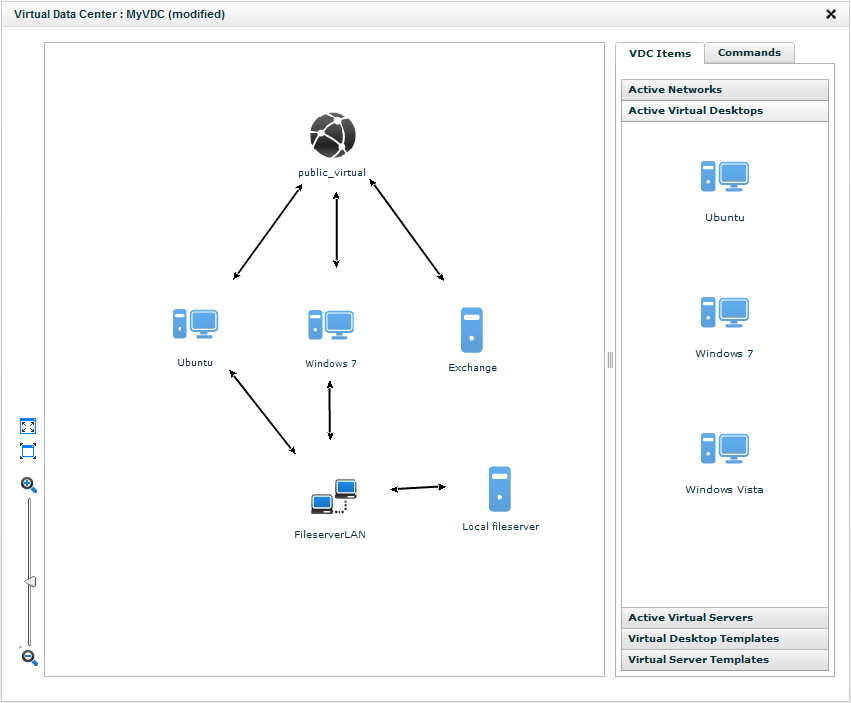 Virtual Data Center : MyVDC (modified)
VDC Items
Commands
Active Networks
Active Virtual Desktops
public_virtual
Ubuntu
Windows 7
Exchange
FileserverLAN
Local fileserver
Ubuntu
Windows 7
Windows Vista
Active Virtual Servers
Virtual Desktop Templates
Virtual Server Templates